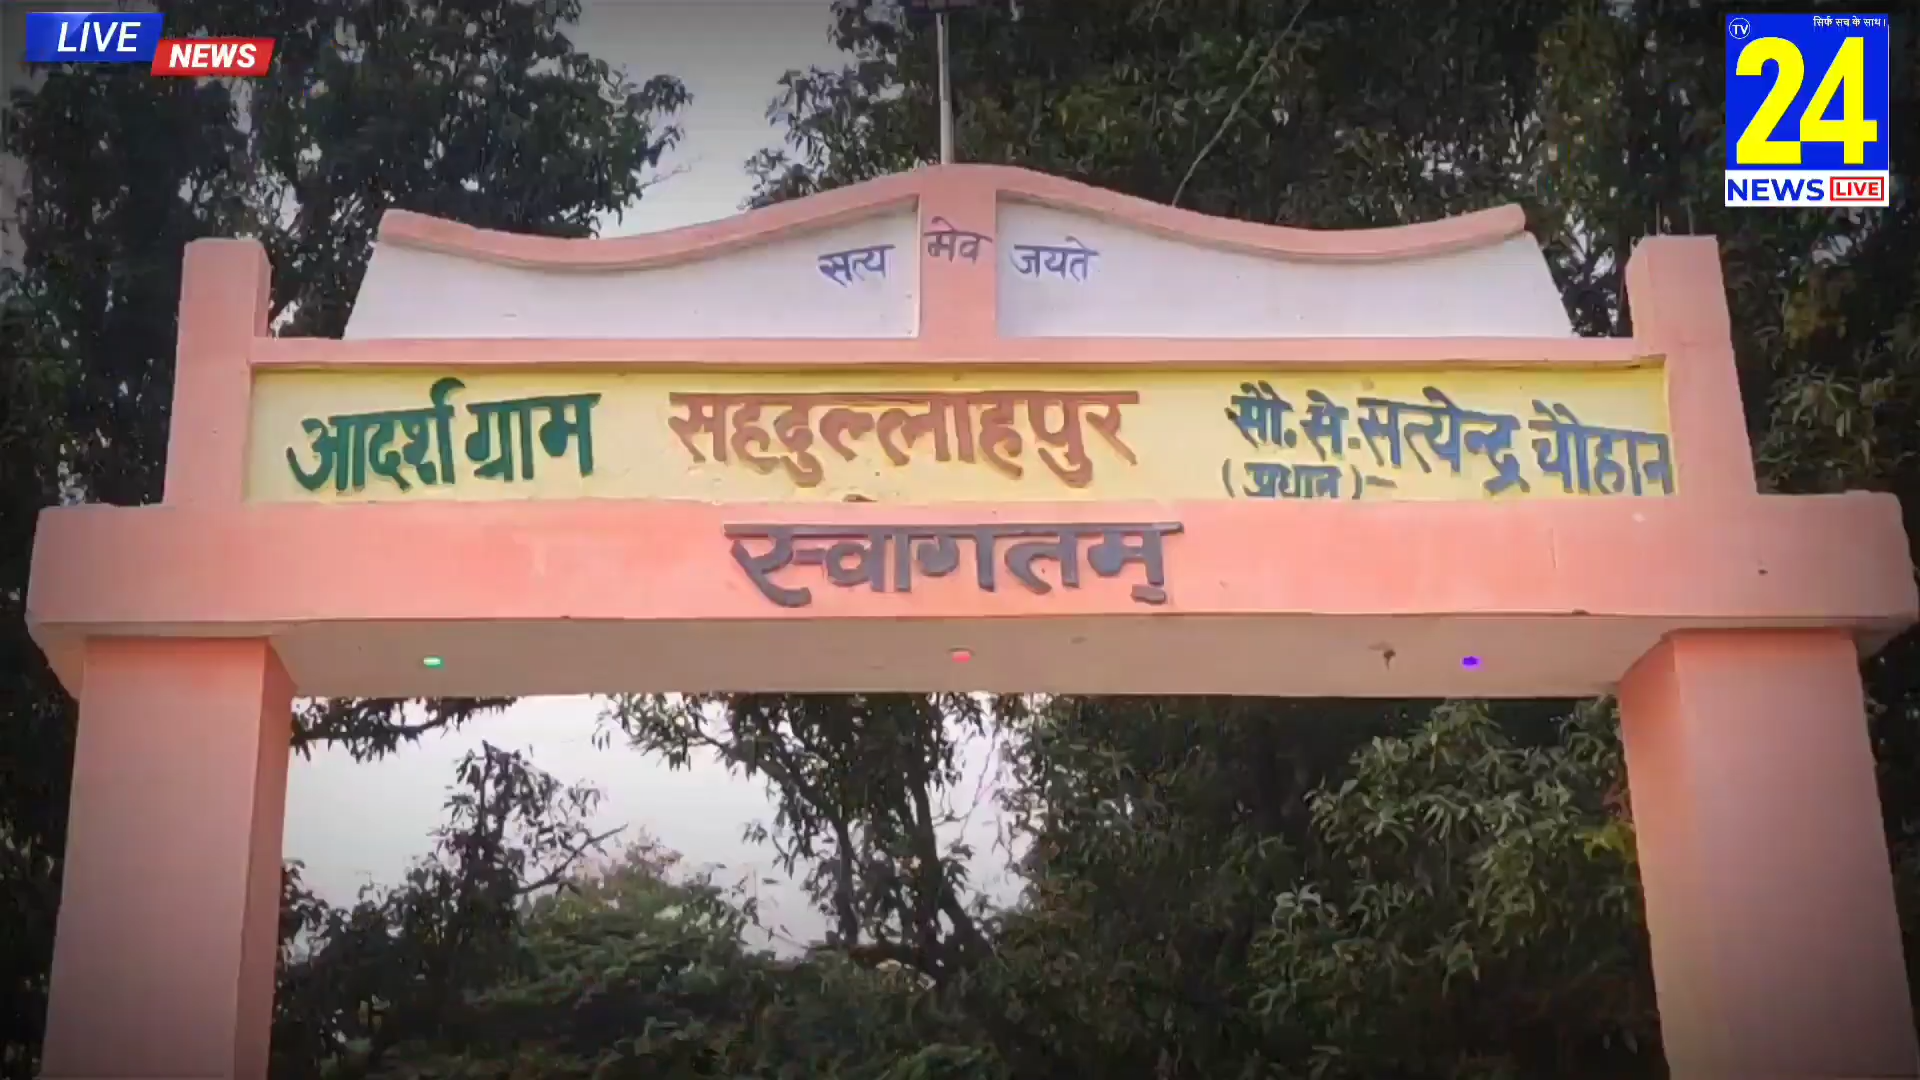 LIVE
NEWS
TV
सिर्फ सच के साथ।
24
NEWS LIVE
सत्य मेव जयते
आदर्श ग्राम सहदुल्लाहपुर सौ. से. सत्येन्द्र चौहान
(प्रधान)-
स्वागतम्